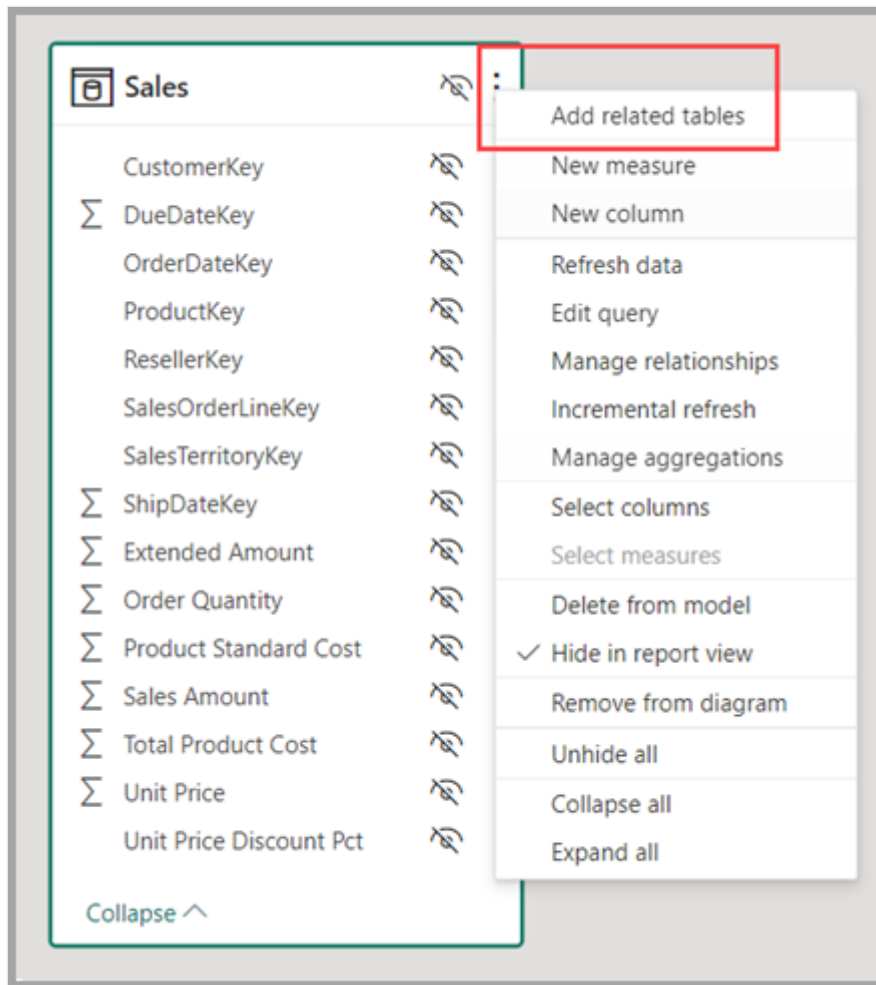 Sales
CustomerKey
∑ DueDateKey
OrderDateKey
ProductKey
ResellerKey
SalesOrderLineKey
SalesTerritoryKey
∑ ShipDateKey
∑ Extended Amount
∑ Order Quantity
∑ Product Standard Cost
∑ Sales Amount
∑ Total Product Cost
∑ Unit Price
Unit Price Discount Pct
Collapse
Add related tables
New measure
New column
Refresh data
Edit query
Manage relationships
Incremental refresh
Manage aggregations
Select columns
Select measures
Delete from model
Hide in report view
Remove from diagram
Unhide all
Collapse all
Expand all